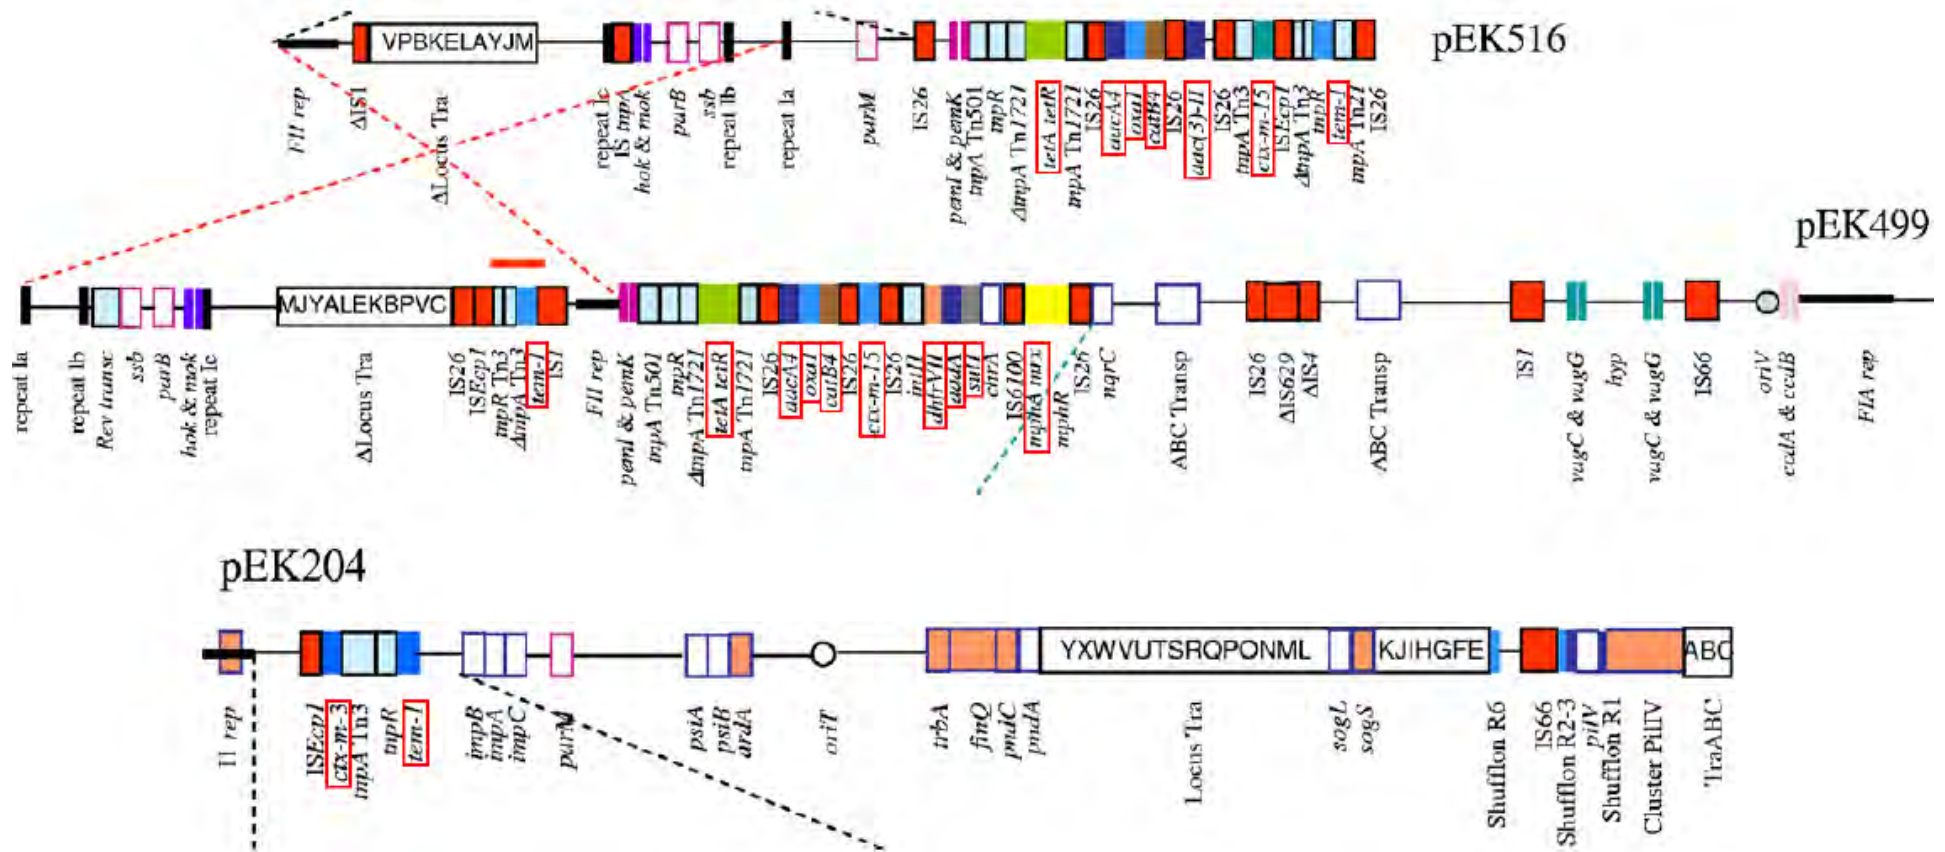 VPBKELAYJM
pEK516
FII rep
ΔIS1
ΔLocus Tra
repeat Ic
IS tnpA
hok & mok
parB
ssb
repeat Ib
repeat Ia
parM
IS26
pemI & pemK
tnpA Tn501
tnpR
ΔtnpA Tn1721
tetA tetR
tnpA Tn1721
IS26
aacA4
oxa1
catB4
IS26
aac(3)-II
IS26
tnpA Tn3
ctx-m-15
ISEcp1
ΔtnpA Tn3
tnpR
tem-1
tnpA Tn21
IS26
pEK499
MJYALEKBPVC
repeat Ia
repeat Ib
Rev transc
ssb
parB
hok & mok
repeat Ic
ΔLocus Tra
IS26
ISEcp1
tnpR Tn3
ΔtnpA Tn3
tem-1
IS1
FII rep
pemI & pemK
tnpA Tn501
tnpR
ΔtnpA Tn1721
tetA tetR
tnpA Tn1721
IS26
aacA4
oxa1
catB4
IS26
ctx-m-15
IS26
intI1
dhf-VII
aadA
sul1
IS6100
mphA mrx
mphR
IS26
nqrC
ABC Transp
IS26
ΔIS629
ΔIS4
ABC Transp
IS1
vagC & vagG
hyp
vagC & vagG
IS66
oriV
ccdA & ccdB
FIA rep
pEK204
YXWVUTSRQPONML
KJIHGFE
ABC
I1 rep
ISEcp1
ctx-m-3
tnpA Tn3
tnpR
tem-1
impB
impA
impC
parM
psiA
psiB
ardA
oriT
trbA
finQ
pndC
pndA
Locus Tra
sogL
sogS
Shufflon R6
IS66
Shufflon R2-3
pilV
Shufflon R1
Cluster PilIV
TraABC